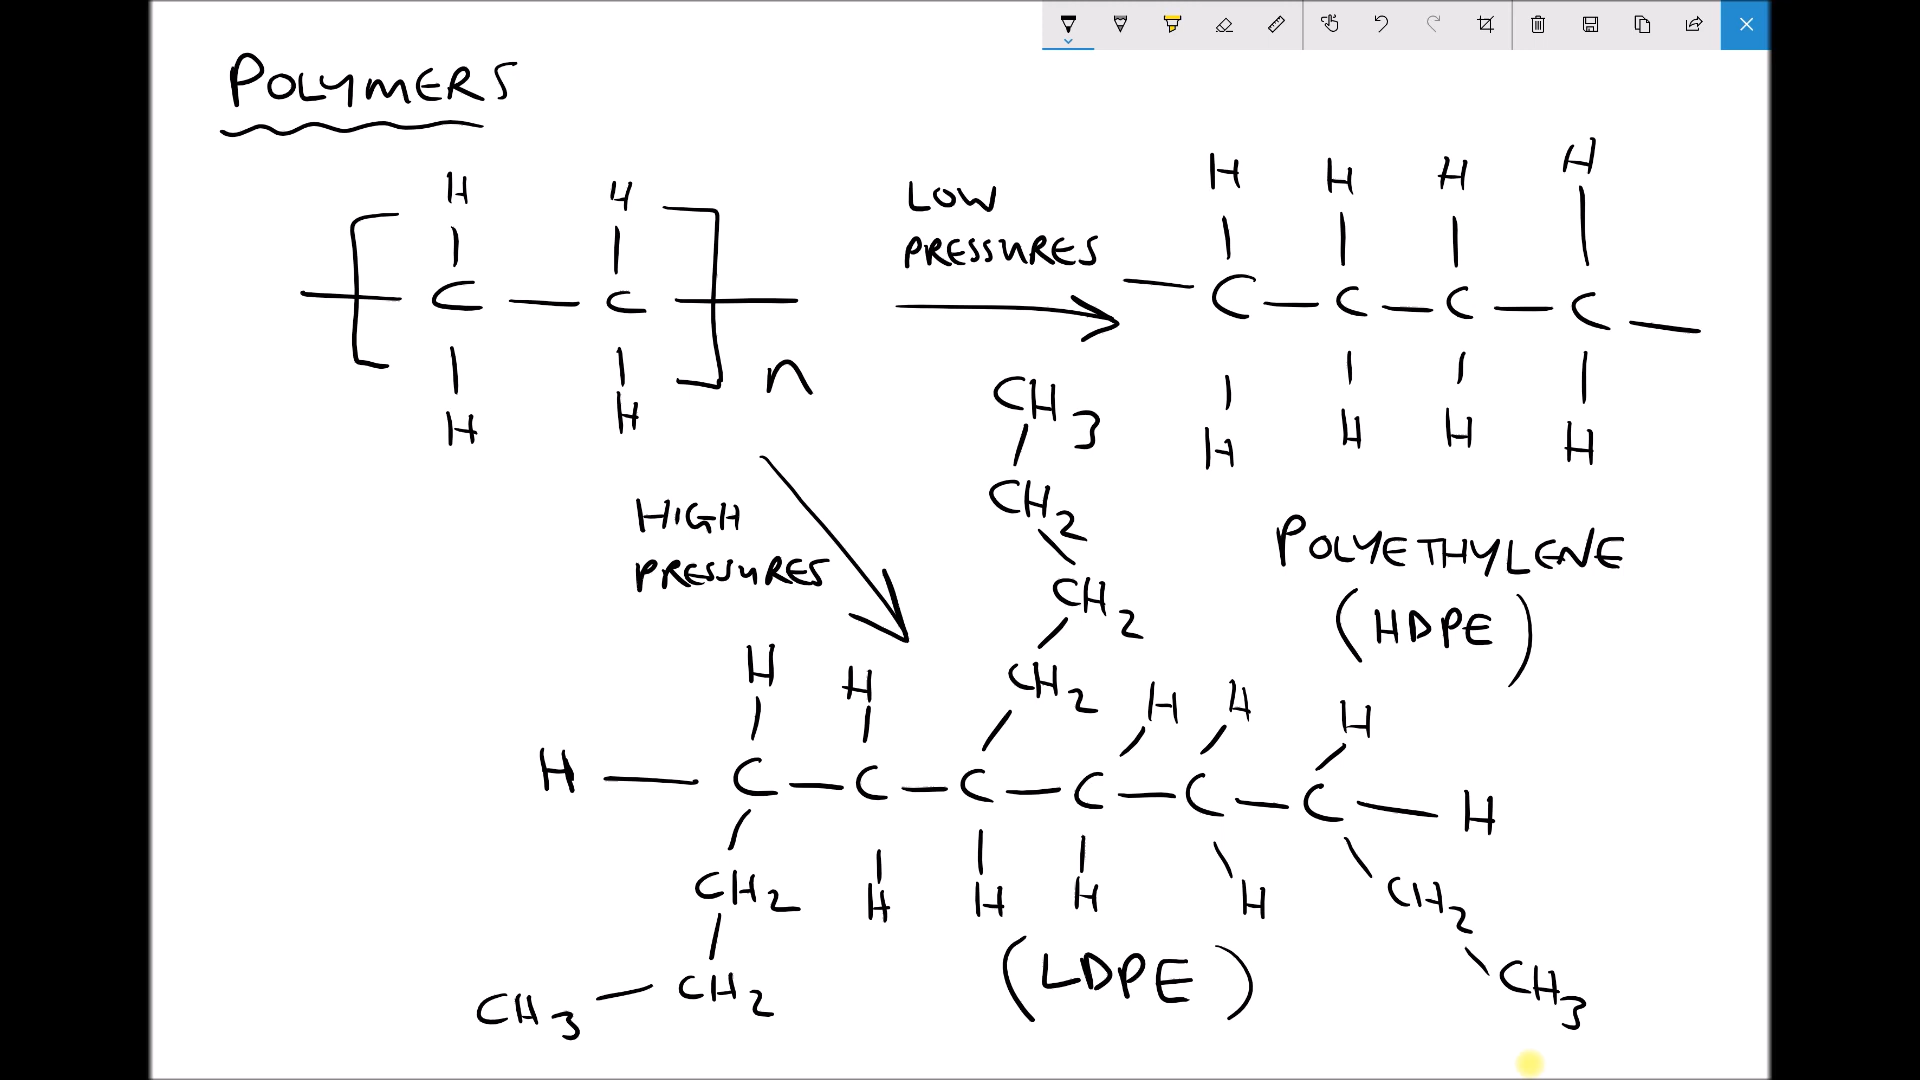 POLYMERS
H H
C C
H H
n
LOW
PRESSURES
H H H H
C C C C
H H H H
HIGH
PRESSURES
POLYETHYLENE
(HDPE)
CH3
CH2
CH2
CH2
H H H H H
H C C C C C C H
H H H H
CH2
CH2
CH3
CH2
CH3
(LDPE)